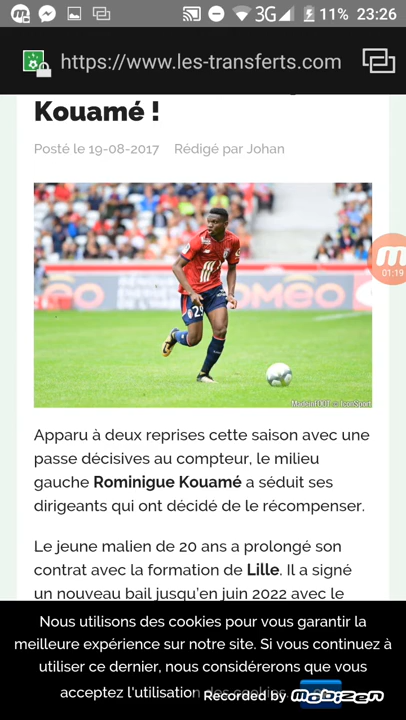 3G 11% 23:26
https://www.les-transferts.com
Kouamé !
Posté le 19-08-2017 Rédigé par Johan
01:19
Apparu à deux reprises cette saison avec une
passe décisives au compteur, le milieu
gauche Rominigue Kouamé a séduit ses
dirigeants qui ont décidé de le récompenser.
Le jeune malien de 20 ans a prolongé son
contrat avec la formation de Lille. Il a signé
un nouveau bail jusqu'en juin 2022 avec le
Nous utilisons des cookies pour vous garantir la
meilleure expérience sur notre site. Si vous continuez à
utiliser ce dernier, nous considérerons que vous
acceptez l'utilisation des cookies.
Recorded by MOBIZEN